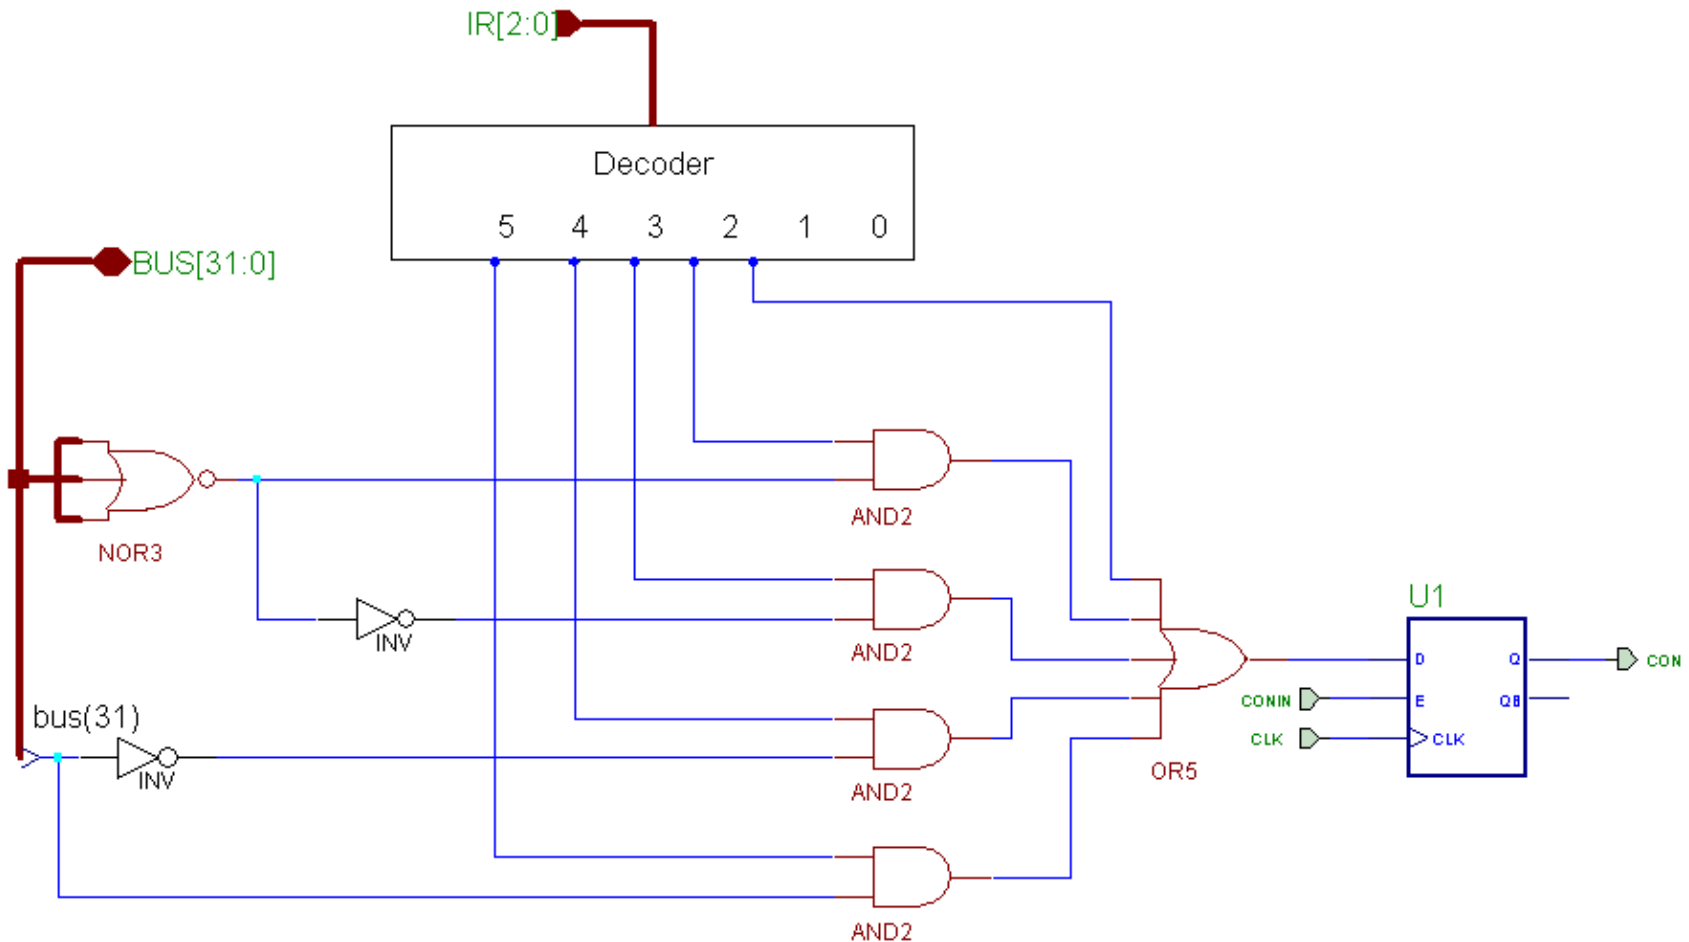 IR[2:0]
Decoder
5 4 3 2 1 0
BUS[31:0]
AND2
NOR3
INV
AND2
U1
D Q
CON
CONIN
E QB
bus(31)
CLK
CLK
INV
AND2
OR5
AND2